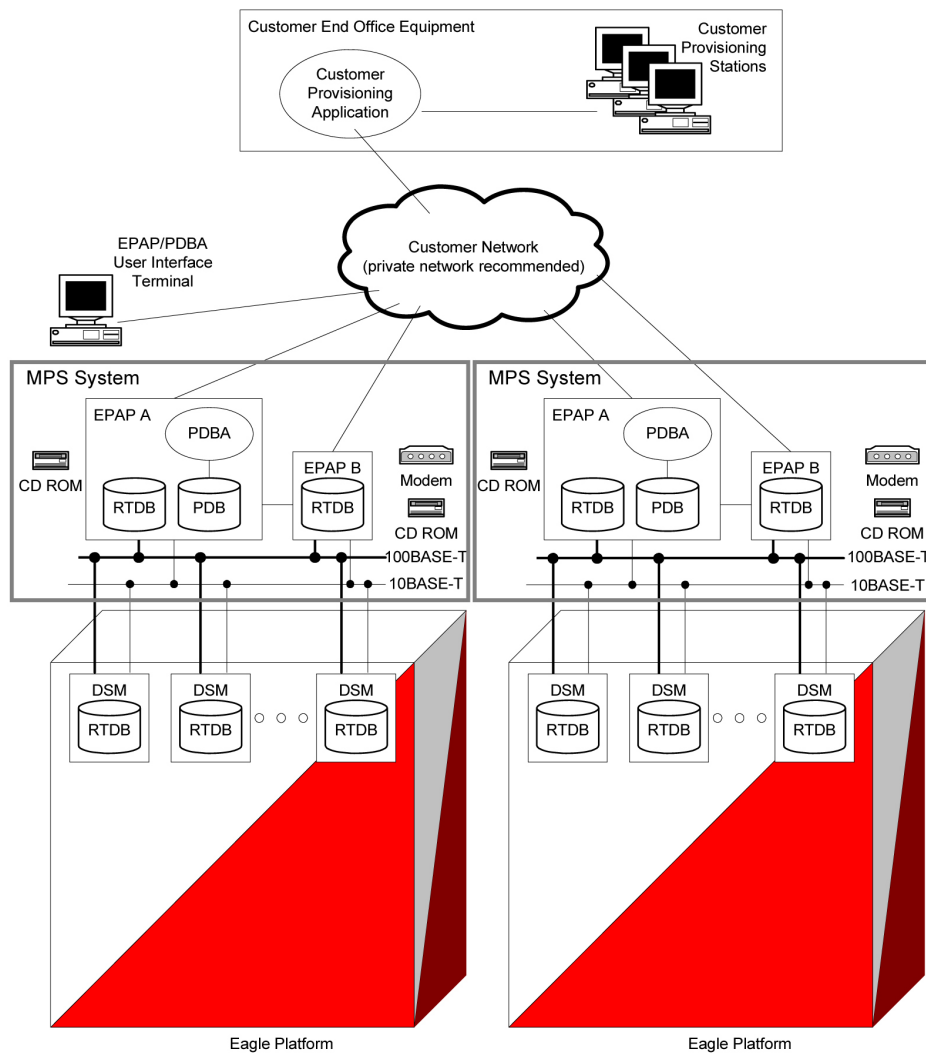 Customer End Office Equipment
Customer
Provisioning
Stations
Customer
Provisioning
Application
Customer Network
(private network recommended)
EPAP/PDBA
User Interface
Terminal
MPS System
EPAP A
PDBA
CD ROM
RTDB
PDB
EPAP B
RTDB
Modem
CD ROM
100BASE-T
10BASE-T
MPS System
EPAP A
PDBA
CD ROM
RTDB
PDB
EPAP B
RTDB
Modem
CD ROM
100BASE-T
10BASE-T
DSM
RTDB
DSM
RTDB
DSM
RTDB
Eagle Platform
DSM
RTDB
DSM
RTDB
DSM
RTDB
Eagle Platform